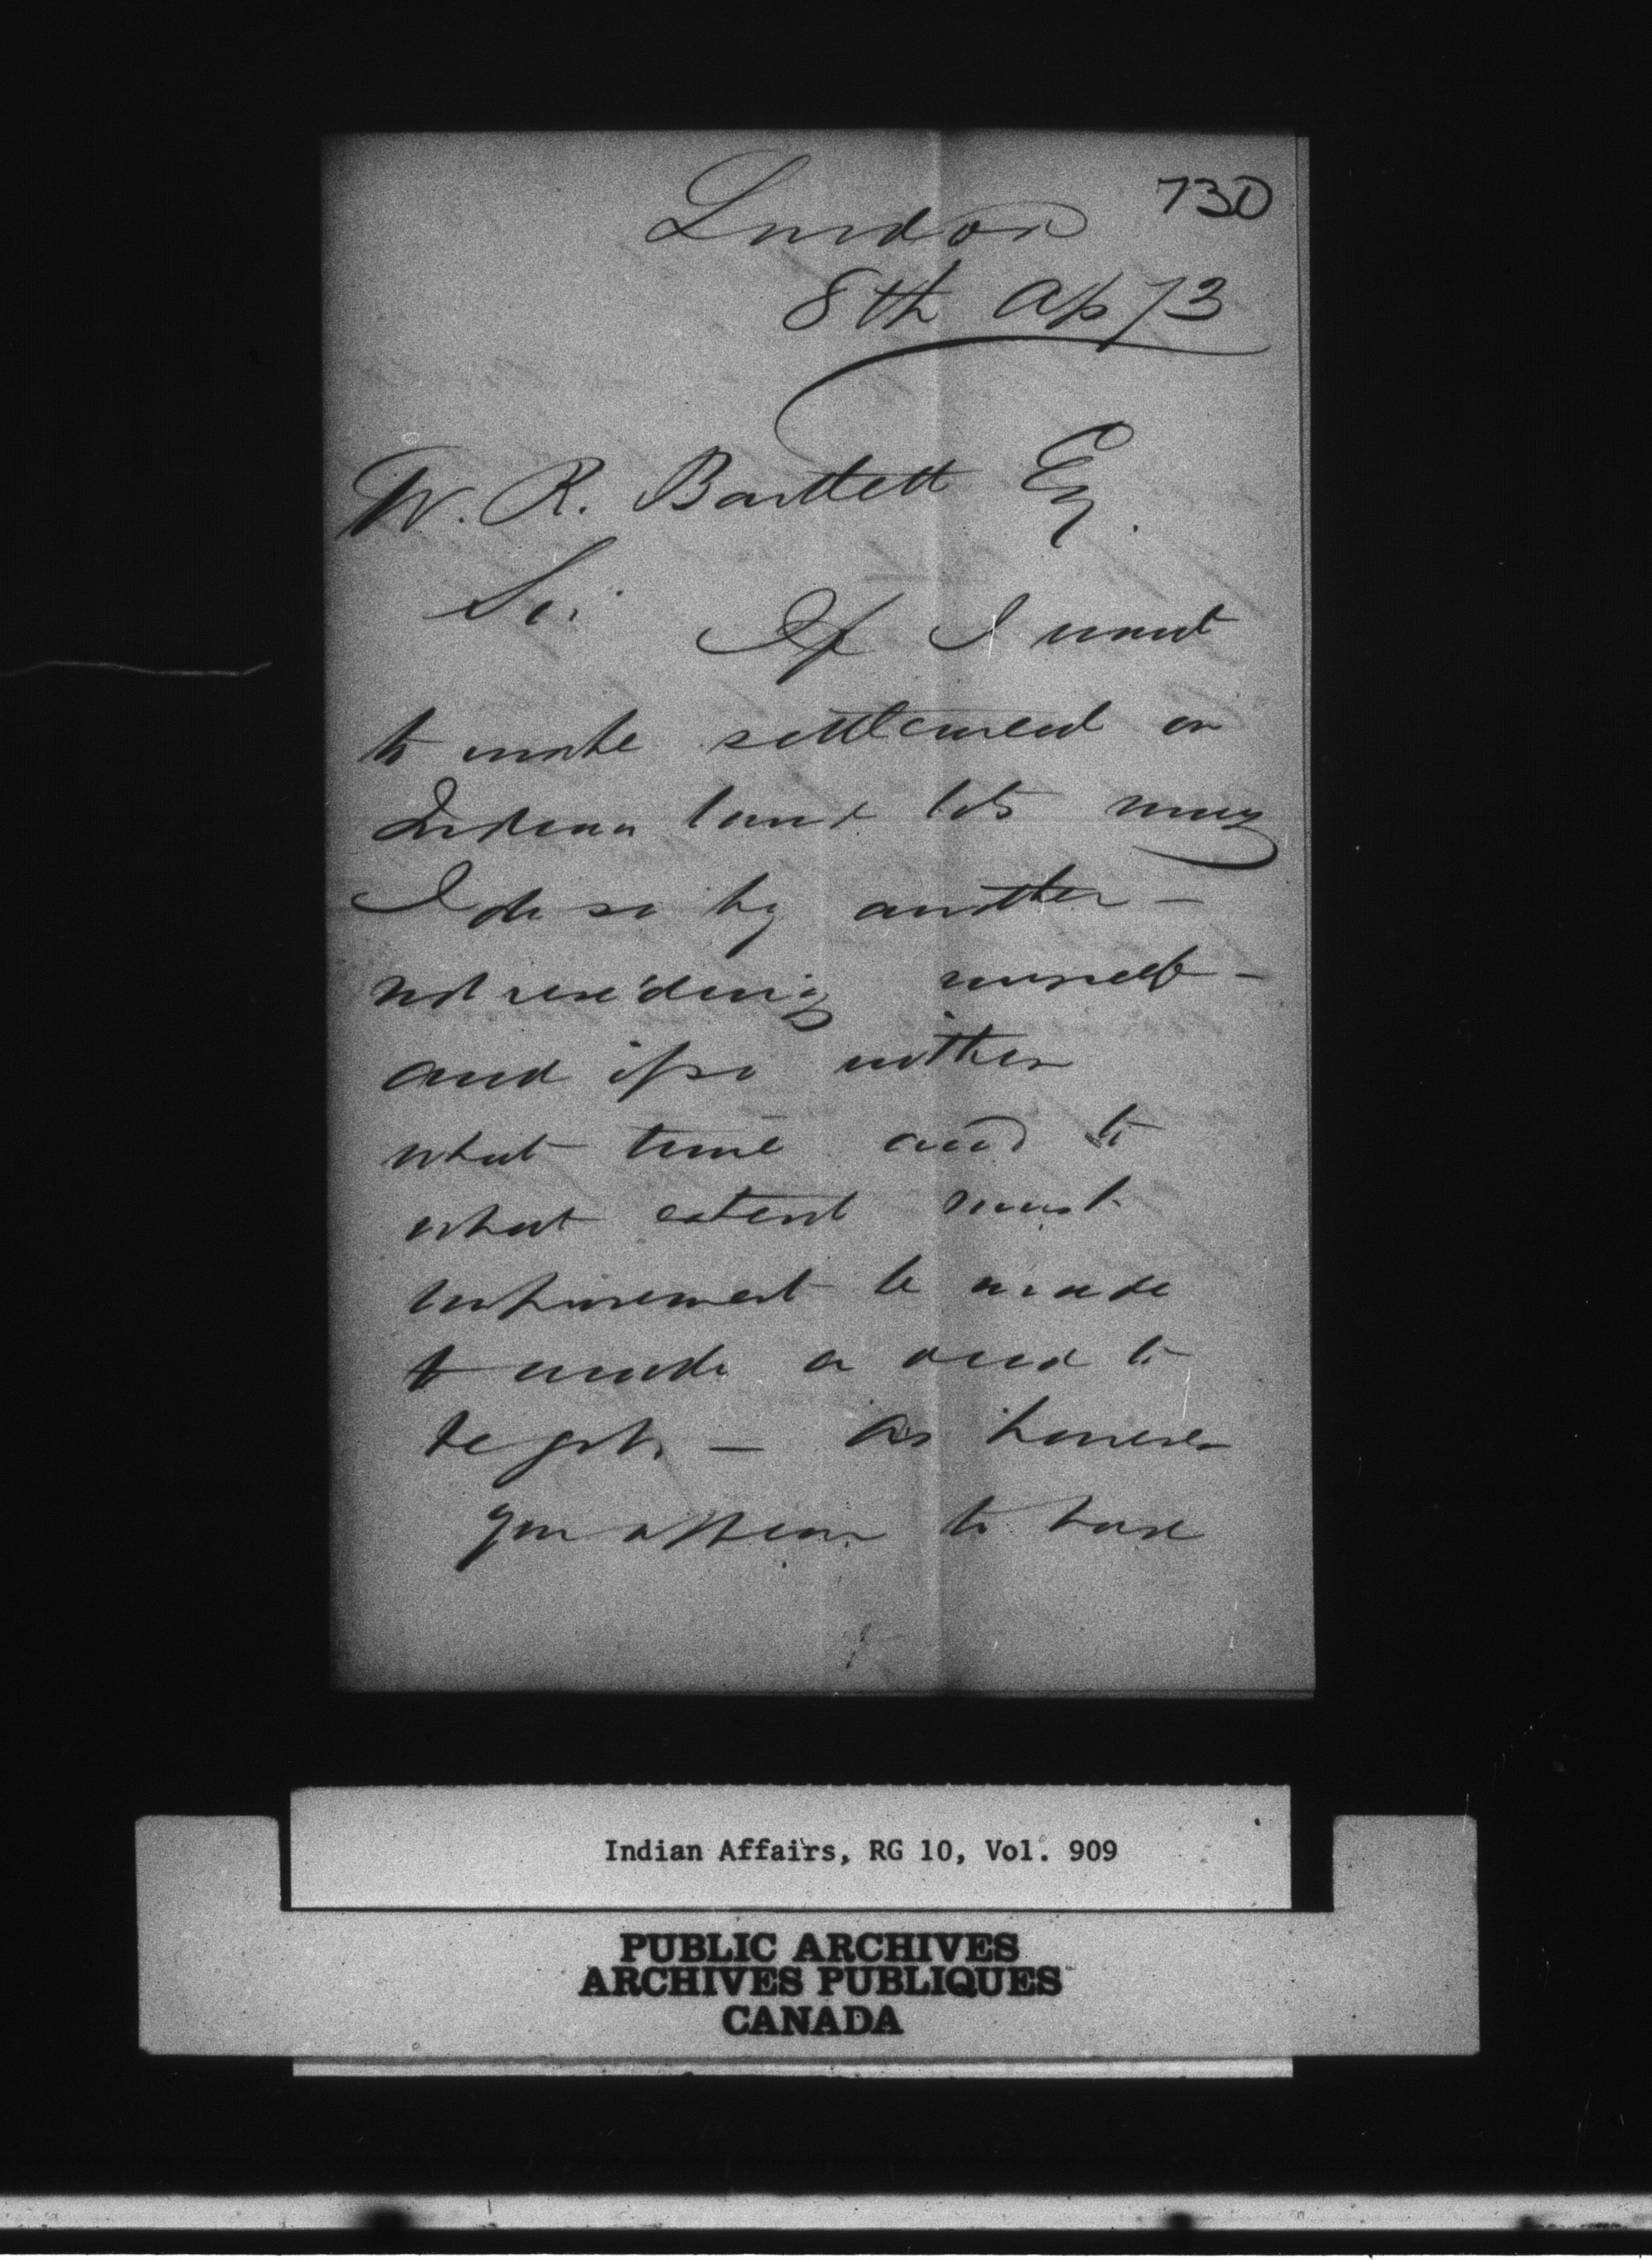 730
London
8th Ap 73
W. R. Bartlett Esq.
Sir If I want
to make settlement on
Indian land lots may
I do so by another -
not residing myself -
and if so within
what time and to
what extent must
improvement be made
to enable a deed to
be got. - As however
you appear to have
Indian Affairs, RG 10, Vol. 909
PUBLIC ARCHIVES
ARCHIVES PUBLIQUES
CANADA